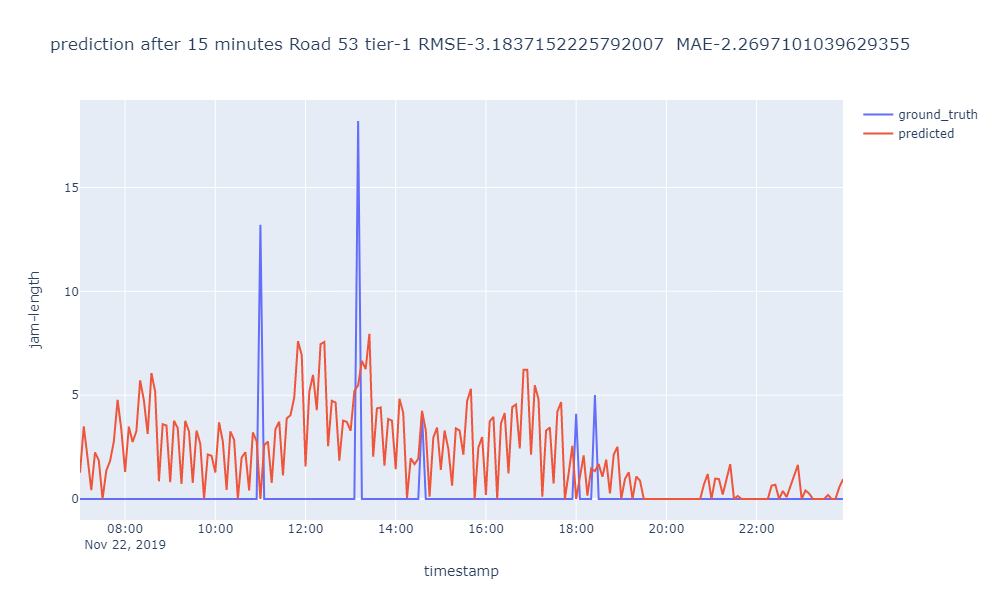 prediction after 15 minutes Road 53 tier-1 RMSE-3.1837152225792007  MAE-2.2697101039629355
ground_truth
predicted
15
10
5
0
jam-length
08:00 10:00 12:00 14:00 16:00 18:00 20:00 22:00
Nov 22, 2019
timestamp